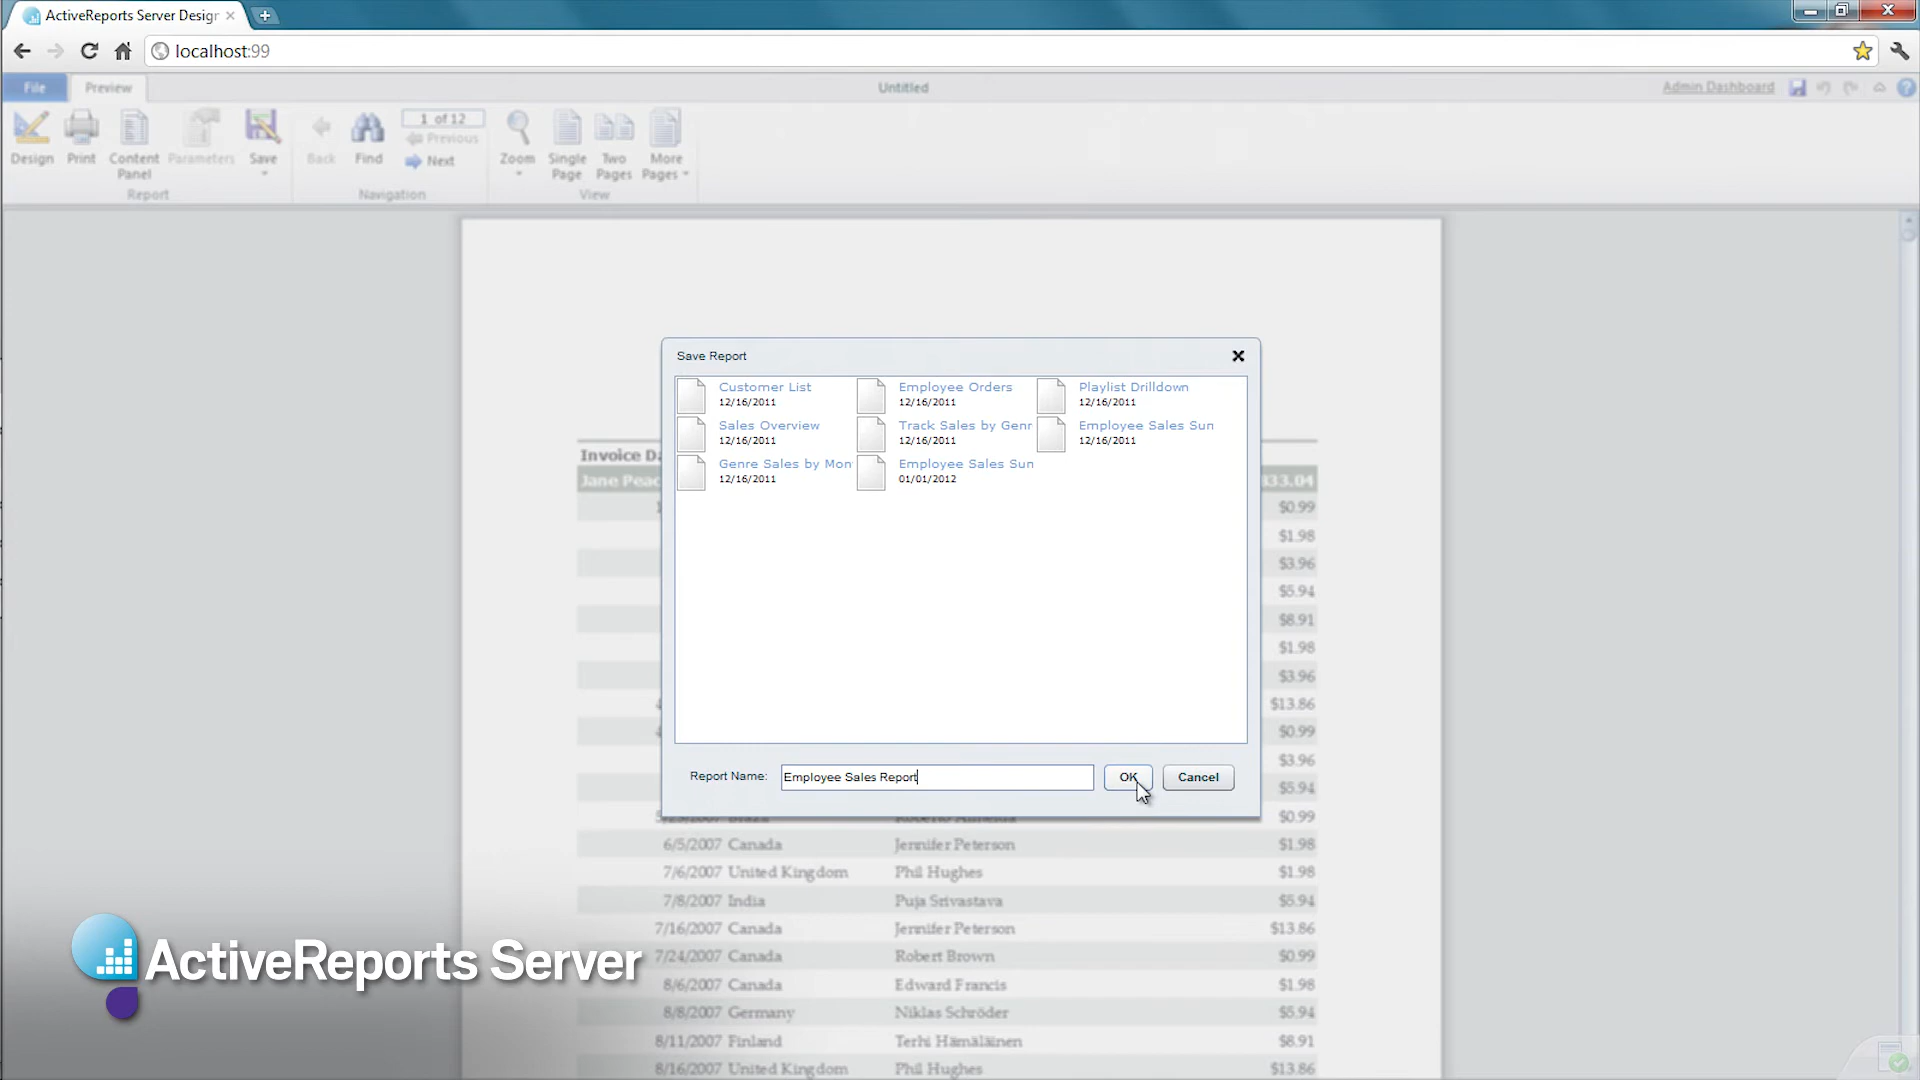 ActiveReports Server Design
localhost:99
File
Preview
Untitled
Admin Dashboard
Design
Print
Content Panel
Parameters
Save
Back
Find
1 of 12
Previous
Next
Zoom
Single Page
Two Pages
More Pages
Report
Navigation
View
Save Report
Customer List
12/16/2011
Employee Orders
12/16/2011
Playlist Drilldown
12/16/2011
Sales Overview
12/16/2011
Track Sales by Genr
12/16/2011
Employee Sales Sun
12/16/2011
Genre Sales by Mon
12/16/2011
Employee Sales Sun
01/01/2012
Report Name:
Employee Sales Report
OK
Cancel
Invoice Da
Jane Peac 33.04
$0.99
$1.98
$3.96
$5.94
$8.91
$1.98
$3.96
$13.86
$0.99
$3.96
$5.94
$0.99
6/5/2007 Canada Jennifer Peterson $1.98
7/6/2007 United Kingdom Phil Hughes $1.98
7/8/2007 India Puja Srivastava $5.94
7/16/2007 Canada Jennifer Peterson $13.86
7/24/2007 Canada Robert Brown $0.99
8/6/2007 Canada Edward Francis $1.98
8/8/2007 Germany Niklas Schröder $5.94
8/11/2007 Finland Terhi Hämäläinen $8.91
8/16/2007 United Kingdom Phil Hughes $13.86
ActiveReports Server